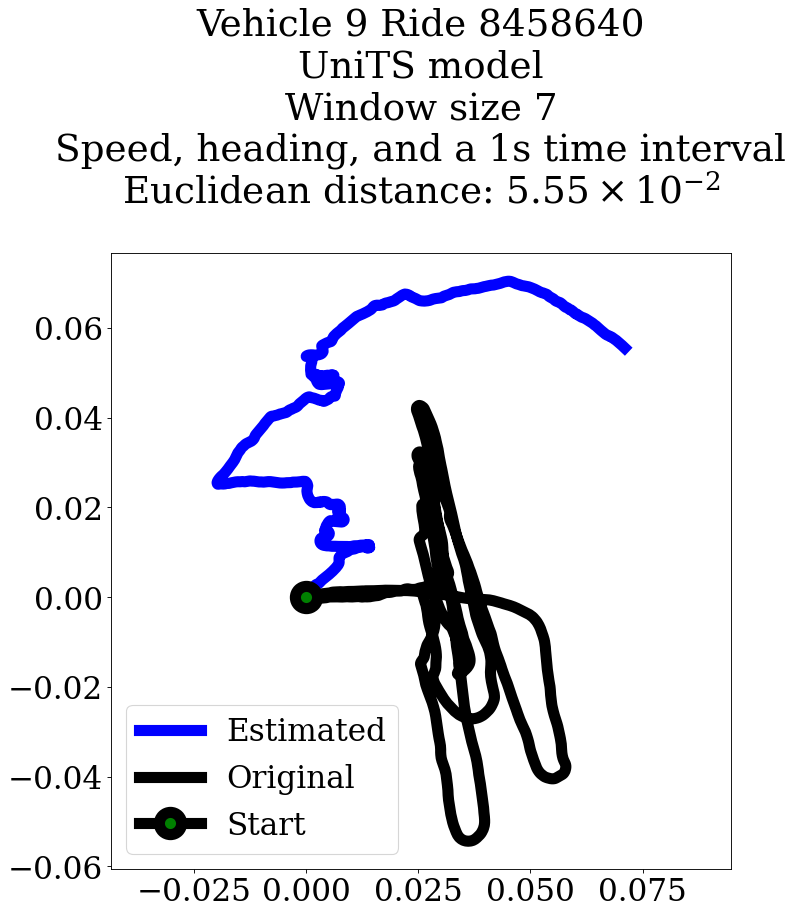 Vehicle 9 Ride 8458640
UniTS model
Window size 7
Speed, heading, and a 1s time interval
Euclidean distance: 5.55 × 10⁻²
0.06
0.04
0.02
0.00
−0.02
−0.04
−0.06
Estimated
Original
Start
−0.025 0.000 0.025 0.050 0.075